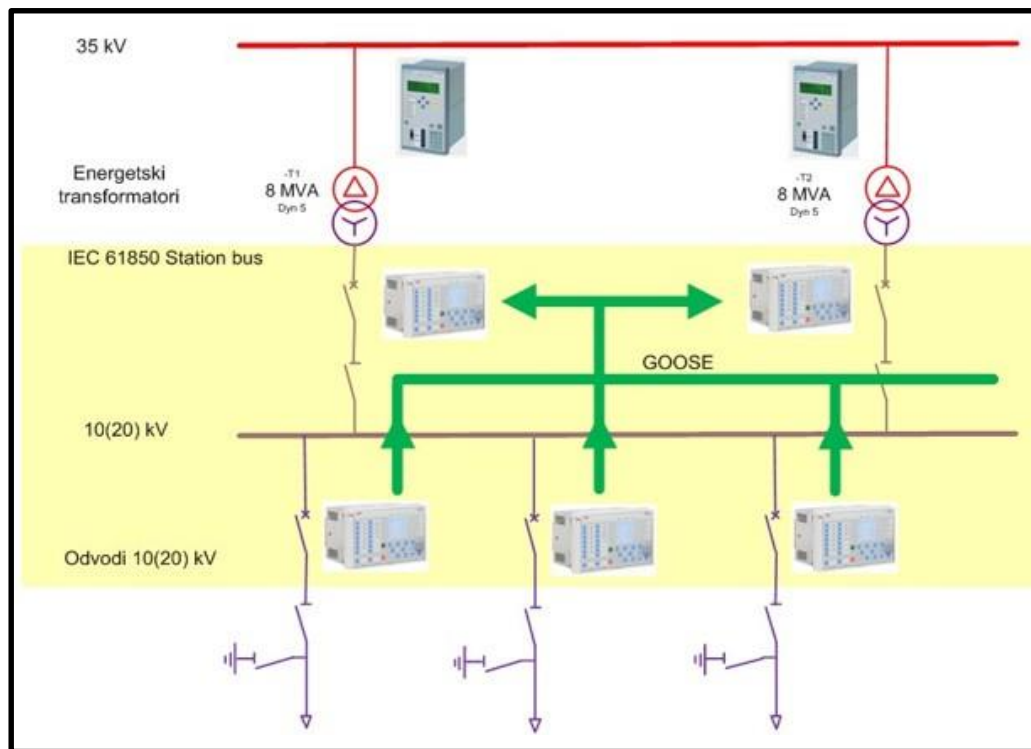 35 kV
Energetski
transformatori
-T1
8 MVA
Dyn 5
-T2
8 MVA
Dyn 5
IEC 61850 Station bus
GOOSE
10(20) kV
Odvodi 10(20) kV